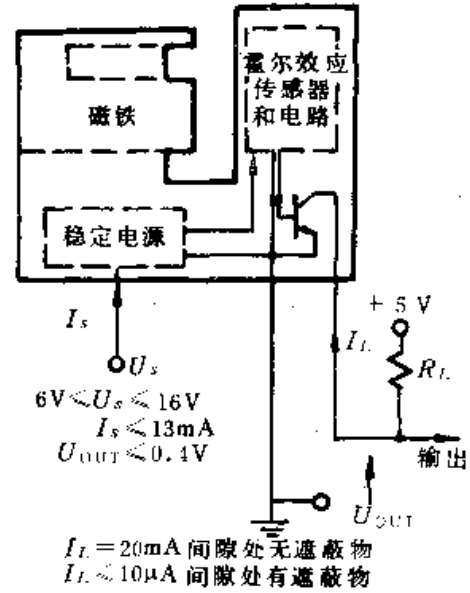 霍尔效应
传感器
和电路
磁铁
稳定电源
Is
Us
6V≤Us≤16V
Is≤13mA
UOUT≤0.4V
+5V
IL
RL
输出
UOUT
IL=20mA 间隙处无遮蔽物
IL≤10μA 间隙处有遮蔽物